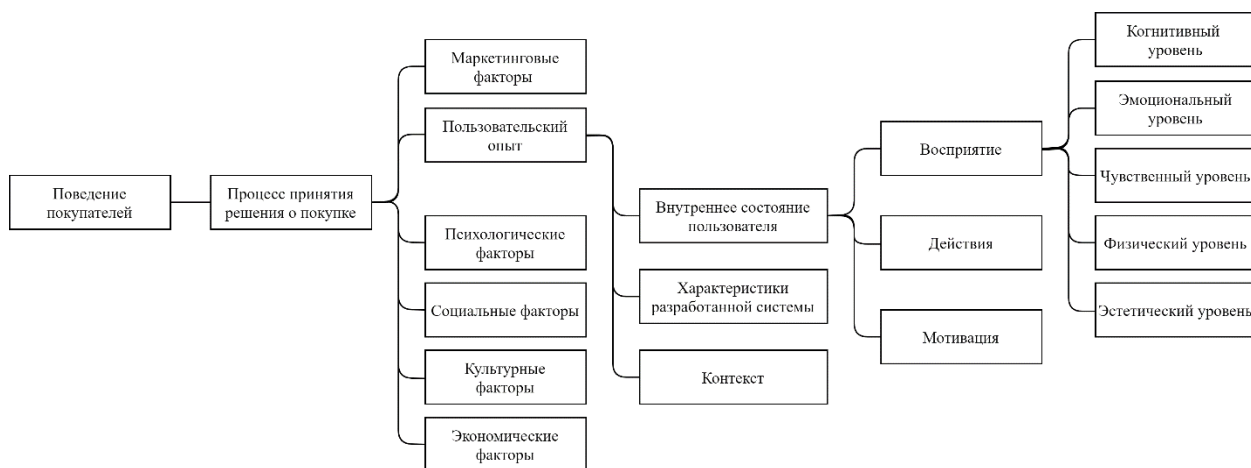 Поведение
покупателей
Процесс принятия
решения о покупке
Маркетинговые
факторы
Пользовательский
опыт
Психологические
факторы
Социальные факторы
Культурные
факторы
Экономические
факторы
Внутреннее состояние
пользователя
Характеристики
разработанной системы
Контекст
Восприятие
Действия
Мотивация
Когнитивный
уровень
Эмоциональный
уровень
Чувственный уровень
Физический уровень
Эстетический уровень